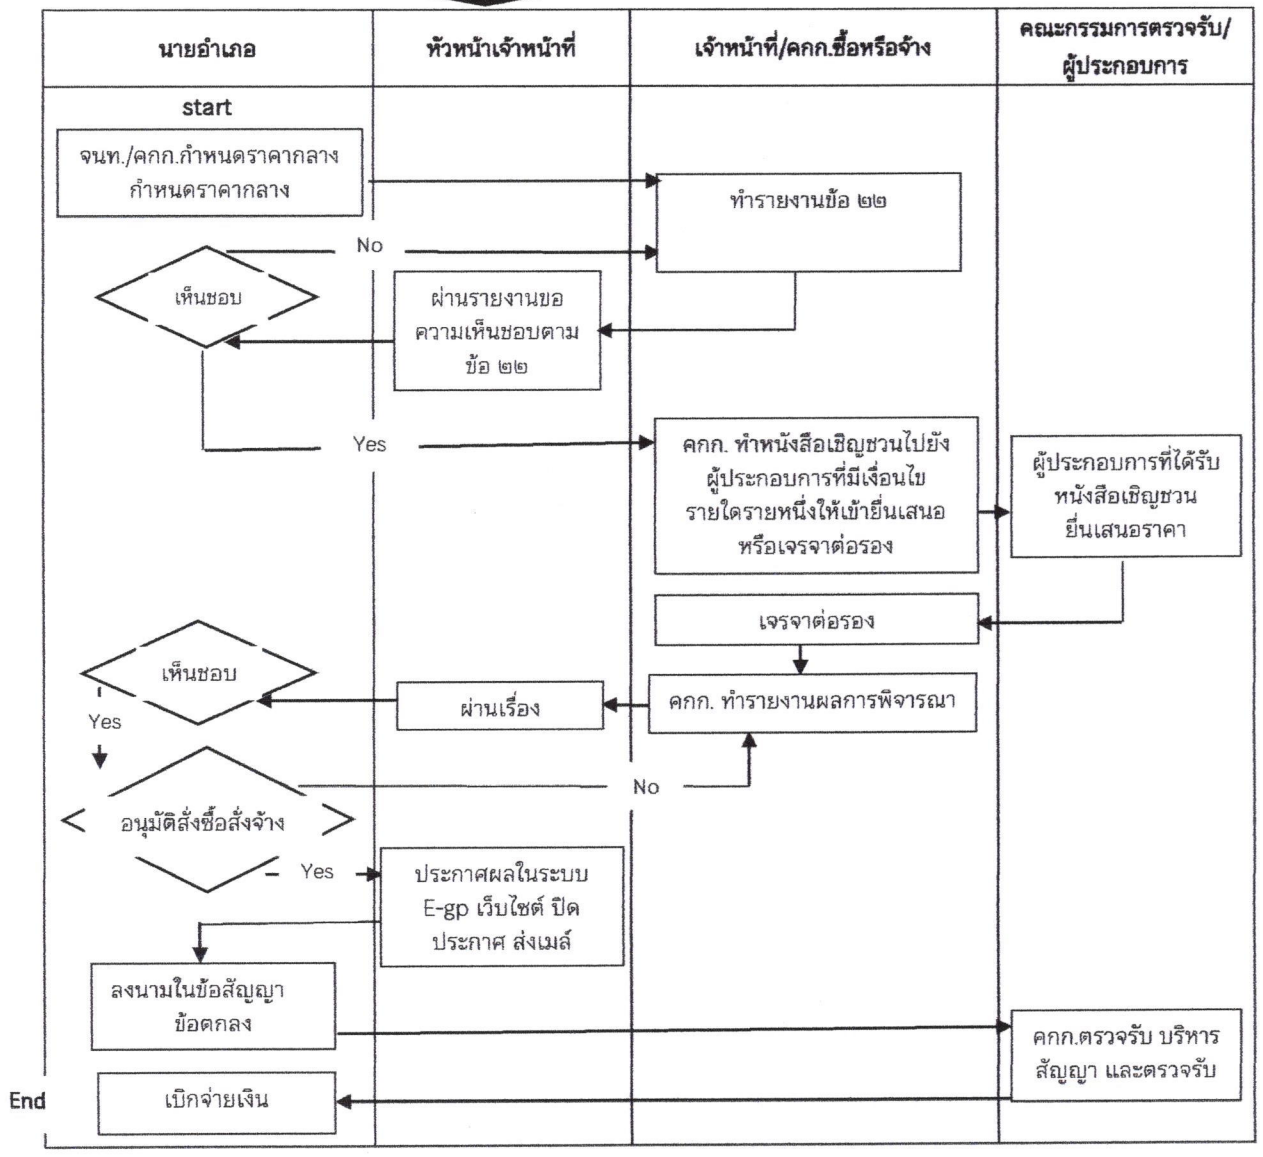 นายอำเภอ
หัวหน้าเจ้าหน้าที่
เจ้าหน้าที่/คกก.ซื้อหรือจ้าง
คณะกรรมการตรวจรับ/
ผู้ประกอบการ
start
จนท./คกก.กำหนดราคากลาง
กำหนดราคากลาง
ทำรายงานข้อ ๒๒
No
เห็นชอบ
ผ่านรายงานขอ
ความเห็นชอบตาม
ข้อ ๒๒
Yes
คกก. ทำหนังสือเชิญชวนไปยัง
ผู้ประกอบการที่มีเงื่อนไข
รายใดรายหนึ่งให้เข้ายื่นเสนอ
หรือเจรจาต่อรอง
ผู้ประกอบการที่ได้รับ
หนังสือเชิญชวน
ยื่นเสนอราคา
เจรจาต่อรอง
เห็นชอบ
ผ่านเรื่อง
คกก. ทำรายงานผลการพิจารณา
Yes
No
อนุมัติสั่งซื้อสั่งจ้าง
Yes
ประกาศผลในระบบ
E-gp เว็บไซต์ ปิด
ประกาศ ส่งเมล์
ลงนามในข้อสัญญา
ข้อตกลง
คกก.ตรวจรับ บริหาร
สัญญา และตรวจรับ
End
เบิกจ่ายเงิน